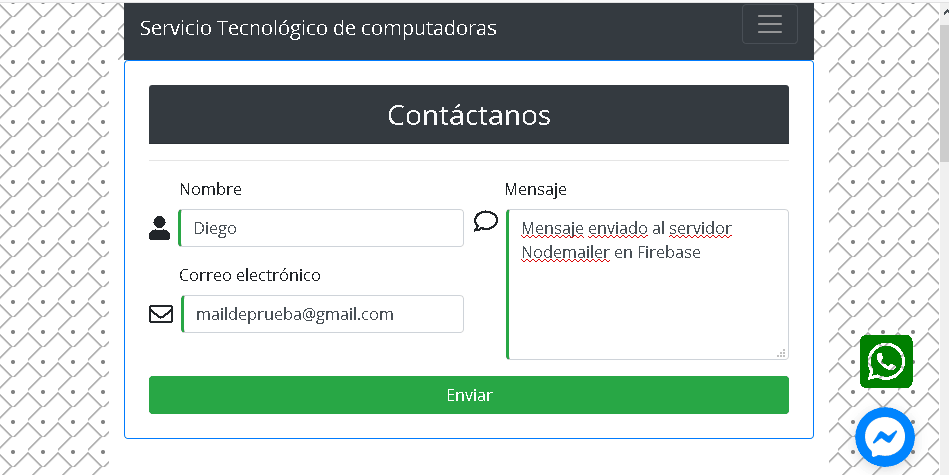 Servicio Tecnológico de computadoras
Contáctanos
Nombre
Diego
Correo electrónico
maildeprueba@gmail.com
Mensaje
Mensaje enviado al servidor
Nodemailer en Firebase
Enviar